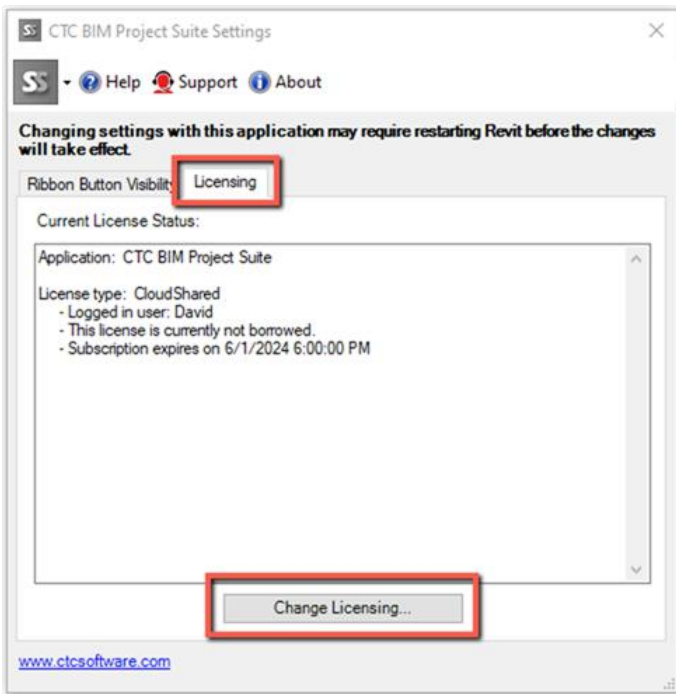 SS CTC BIM Project Suite Settings
SS Help Support About
Changing settings with this application may require restarting Revit before the changes
will take effect.
Ribbon Button Visibility Licensing
Current License Status:
Application: CTC BIM Project Suite
License type: CloudShared
- Logged in user: David
- This license is currently not borrowed.
- Subscription expires on 6/1/2024 6:00:00 PM
Change Licensing...
www.ctcsoftware.com